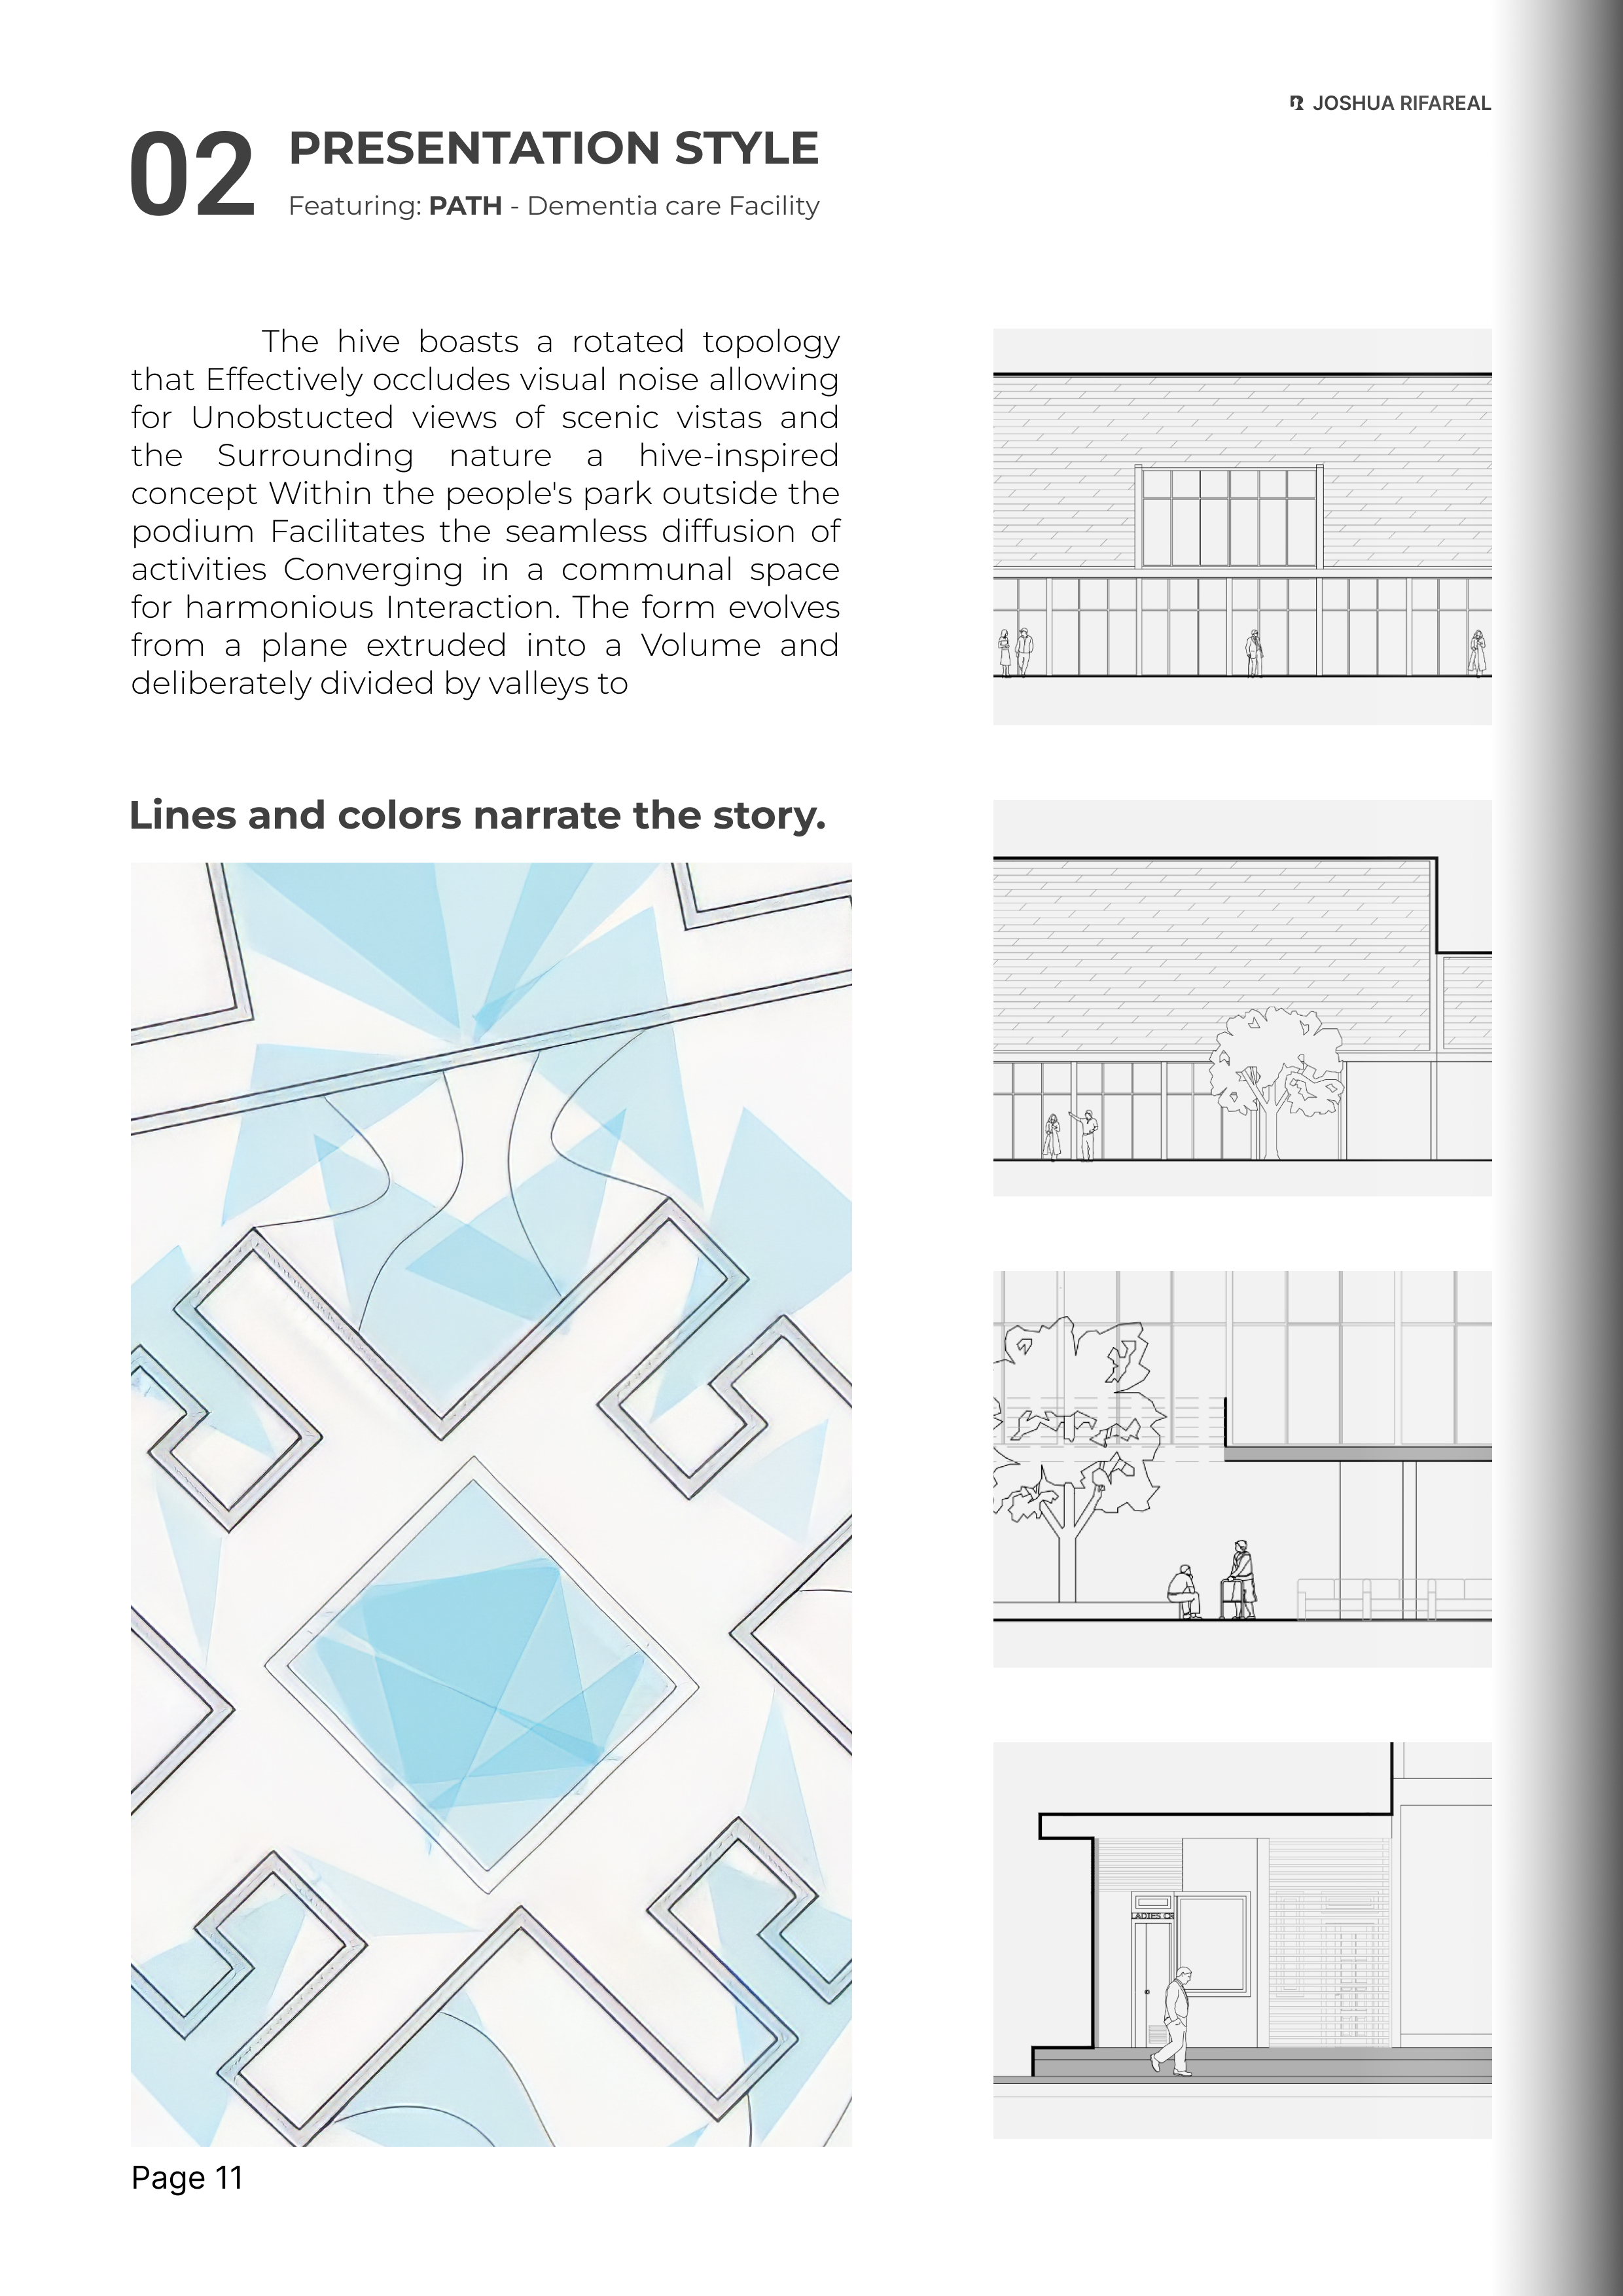 JOSHUA RIFAREAL
02
PRESENTATION STYLE
Featuring: PATH - Dementia care Facility
The hive boasts a rotated topology
that Effectively occludes visual noise allowing
for Unobstucted views of scenic vistas and
the Surrounding nature a hive-inspired
concept Within the people's park outside the
podium Facilitates the seamless diffusion of
activities Converging in a communal space
for harmonious Interaction. The form evolves
from a plane extruded into a Volume and
deliberately divided by valleys to
Lines and colors narrate the story.
LADIES CR
Page 11